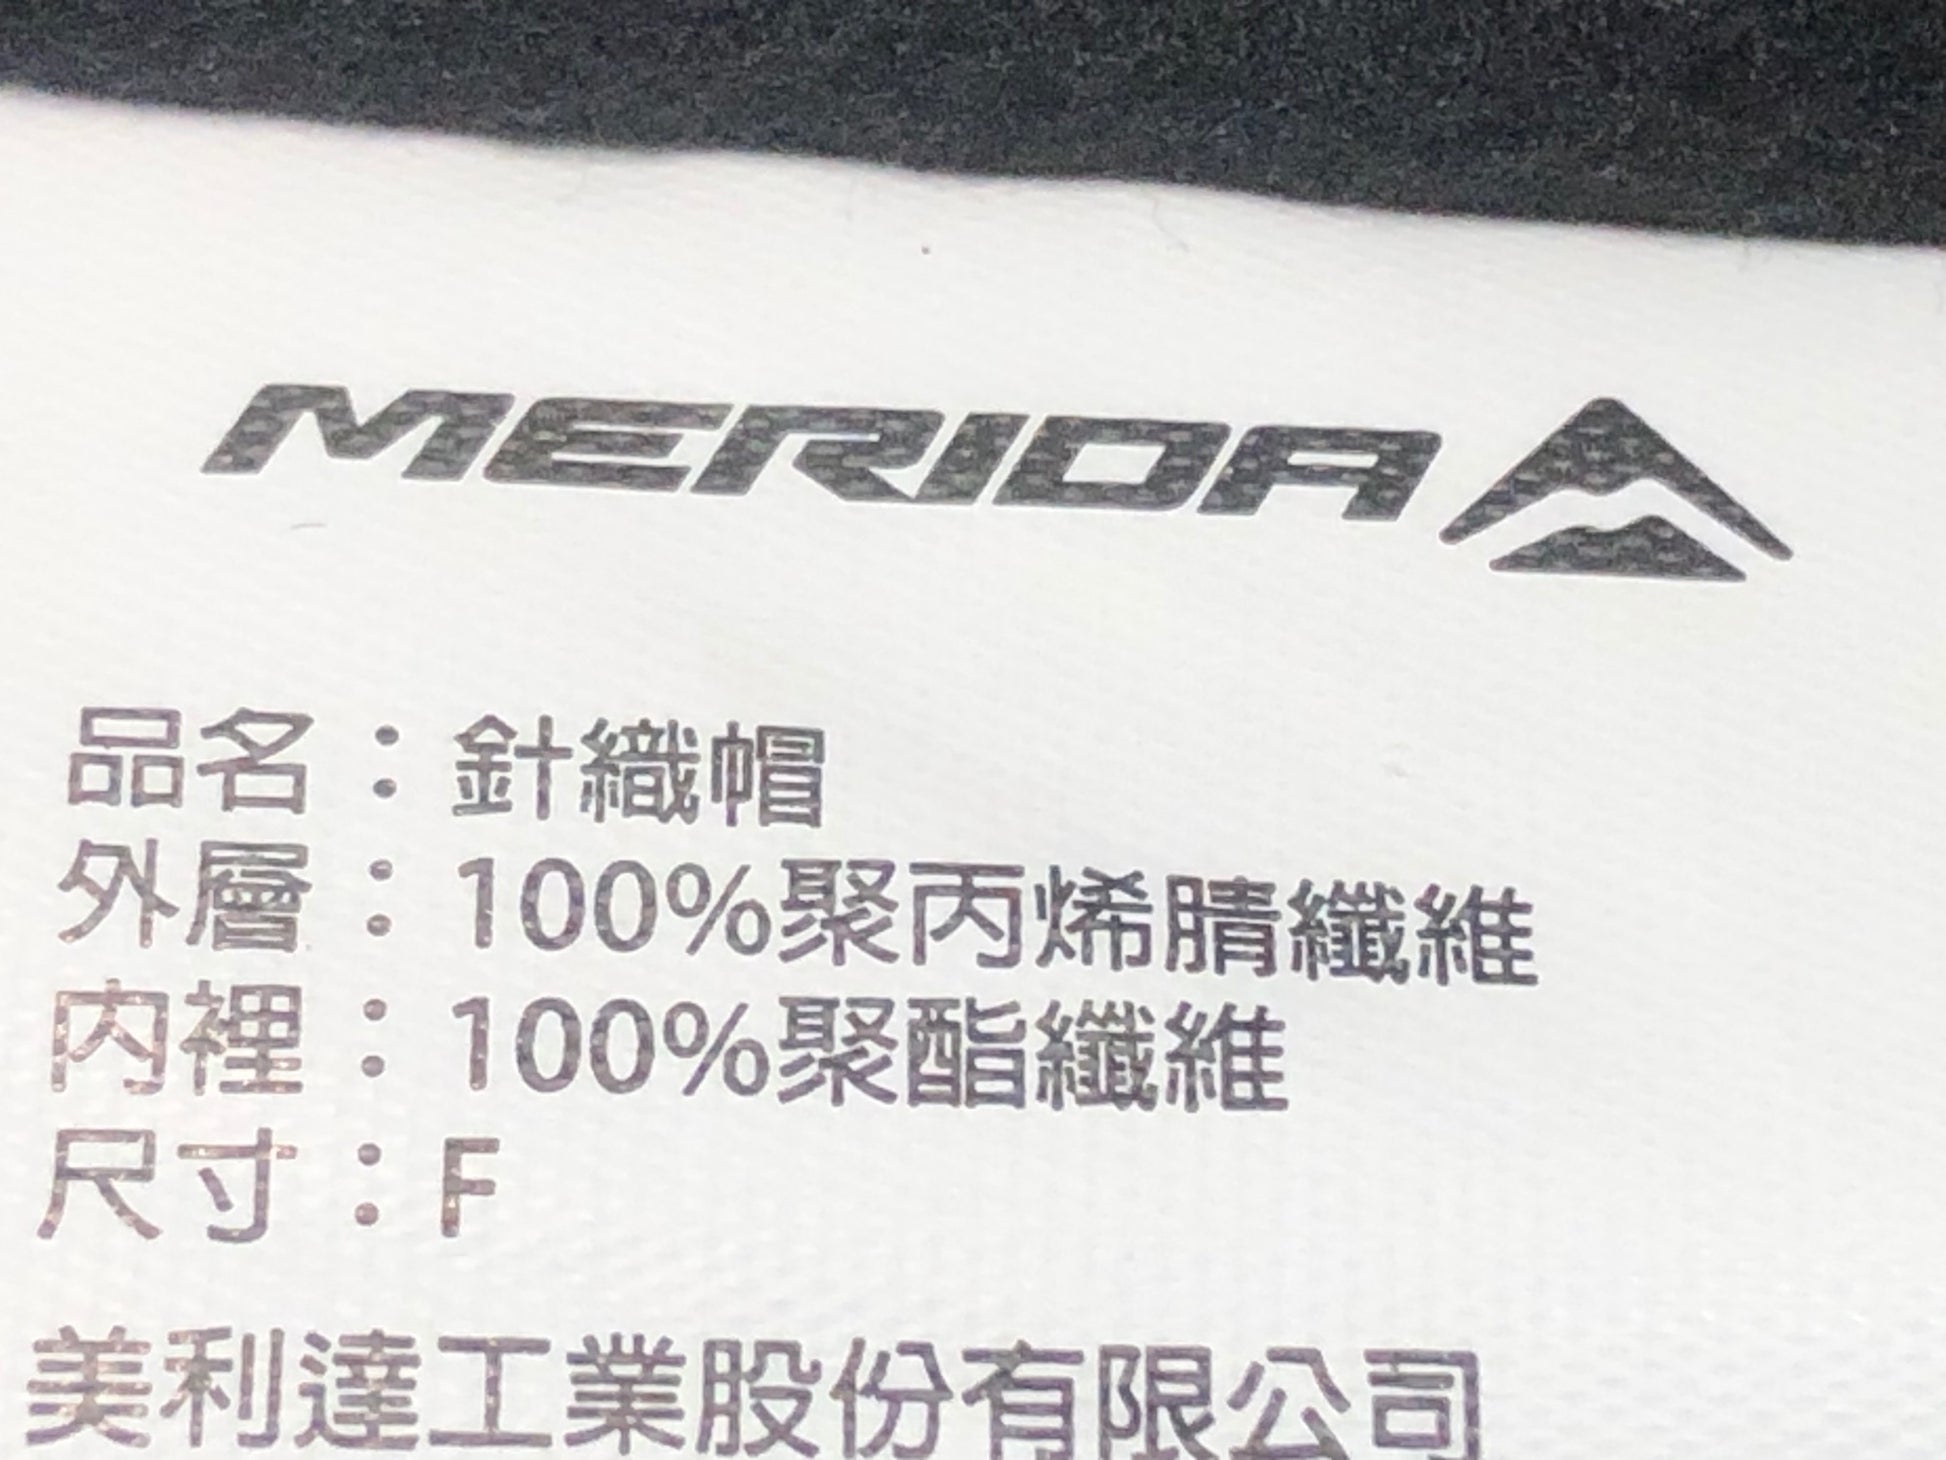 MERIDA
品名：針織帽
外層：100%聚丙烯腈纖維
內裡：100%聚酯纖維
尺寸：F
美利達工業股份有限公司